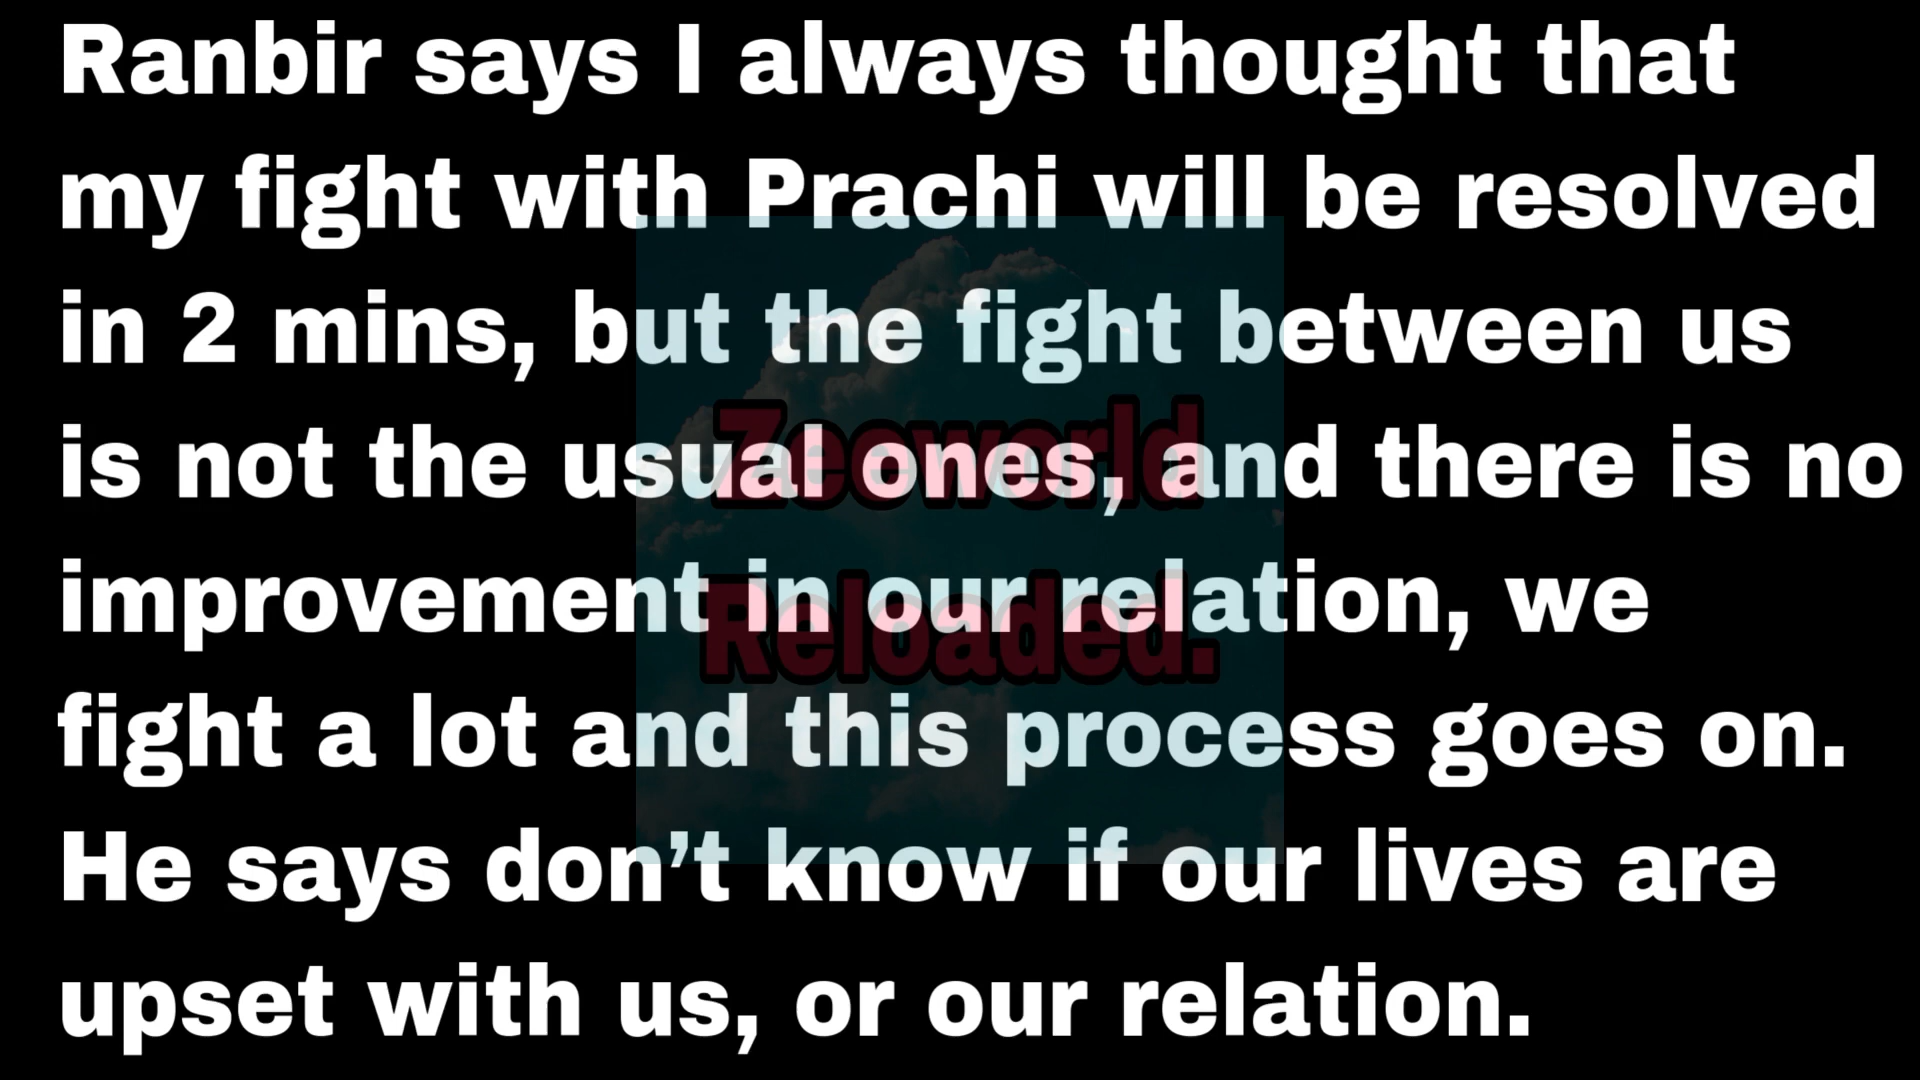 Ranbir says I always thought that
my fight with Prachi will be resolved
in 2 mins, but the fight between us
is not the usual ones, and there is no
improvement in our relation, we
fight a lot and this process goes on.
He says don’t know if our lives are
upset with us, or our relation.
Zeeworld
Reloaded.